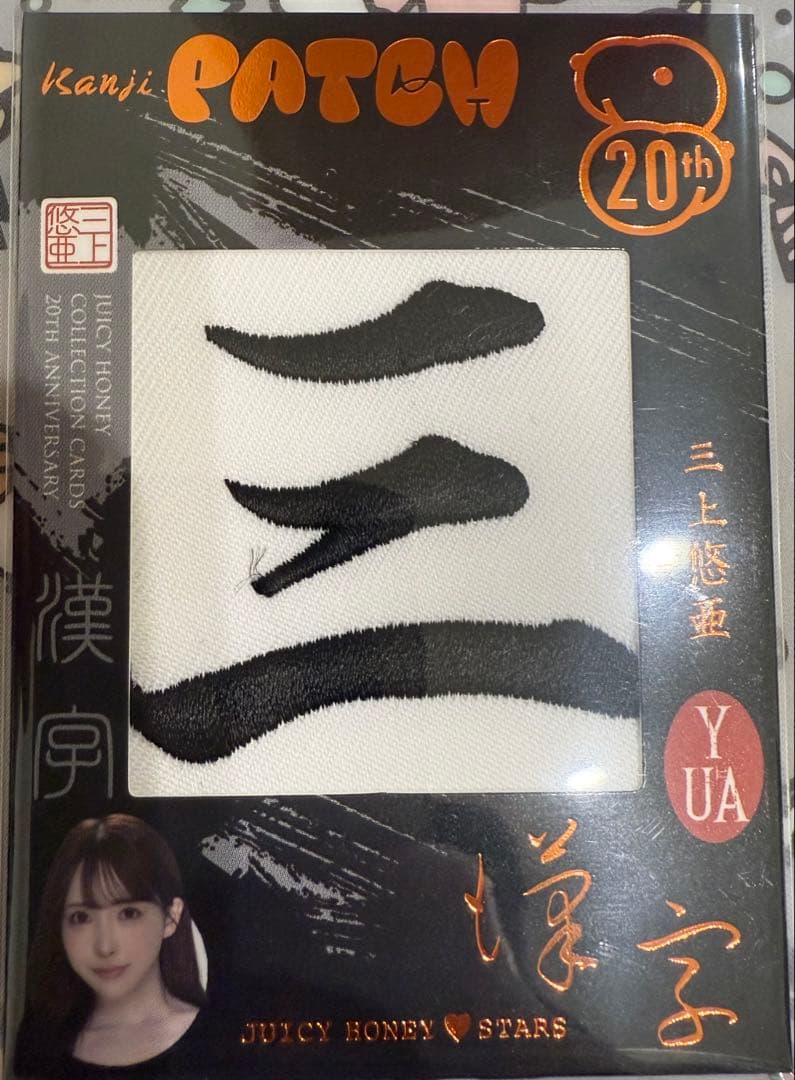 Kanji PATCH
20th
三上悠亜
JUICY HONEY
COLLECTION CARDS
20TH ANNIVERSARY
三
三上悠亜
漢字
Y
UA
漢字
JUICY HONEY STARS